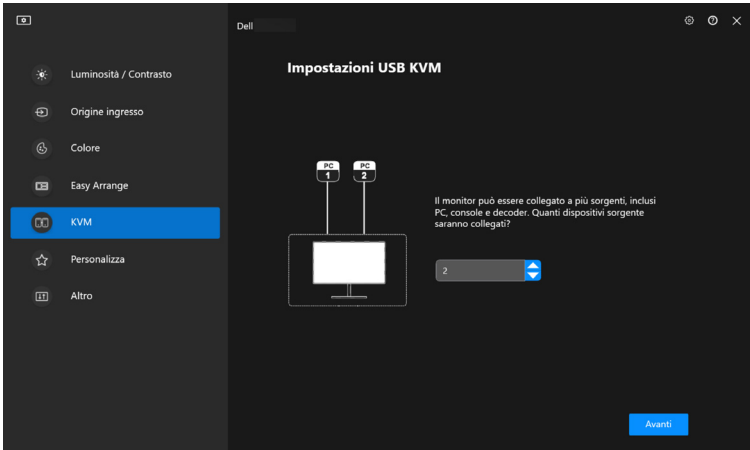 Dell
Luminosità / Contrasto
Origine ingresso
Colore
Easy Arrange
KVM
Personalizza
Altro
Impostazioni USB KVM
PC
1
PC
2
Il monitor può essere collegato a più sorgenti, inclusi
PC, console e decoder. Quanti dispositivi sorgente
saranno collegati?
2
Avanti